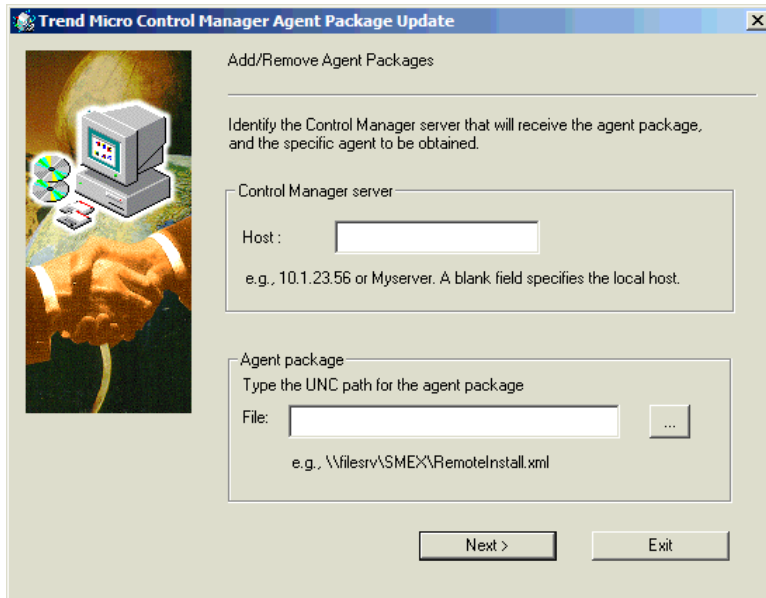 Trend Micro Control Manager Agent Package Update
Add/Remove Agent Packages
Identify the Control Manager server that will receive the agent package,
and the specific agent to be obtained.
Control Manager server
Host :
e.g., 10.1.23.56 or Myserver. A blank field specifies the local host.
Agent package
Type the UNC path for the agent package
File:
...
e.g., \\filesrv\SMEX\RemoteInstall.xml
Next >
Exit